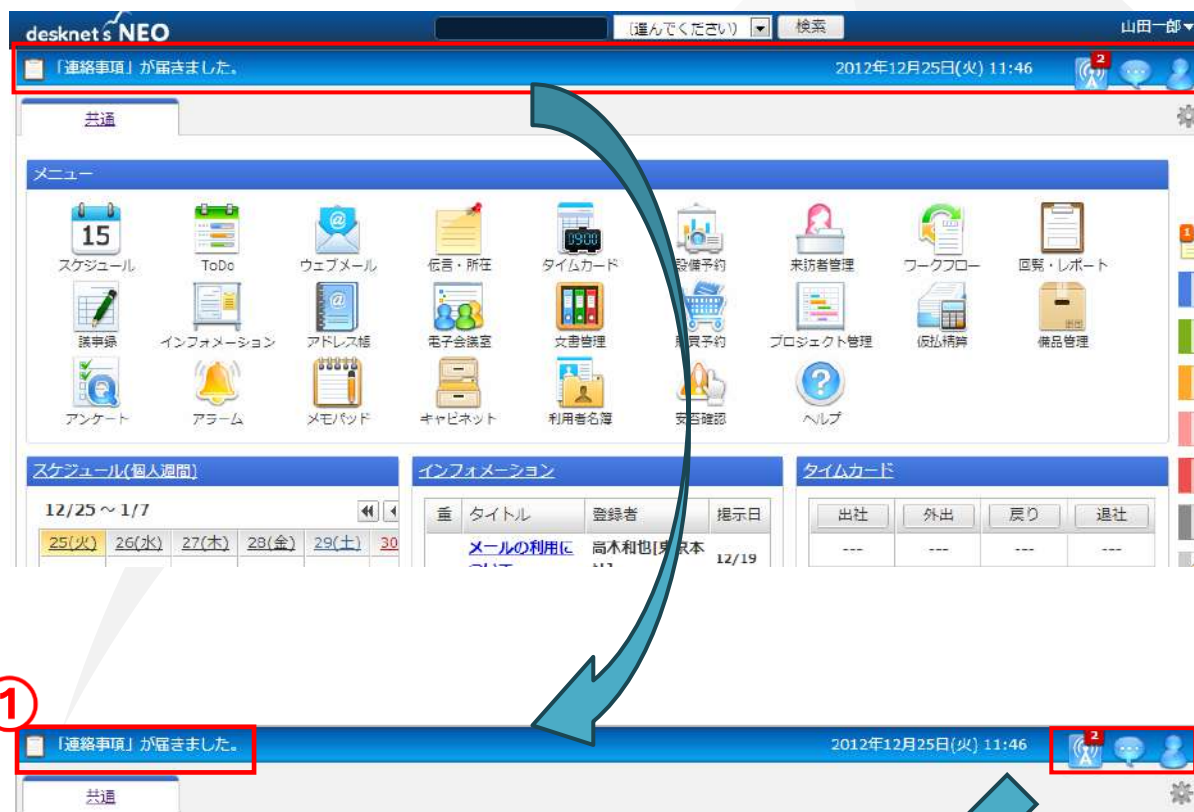 desknet's NEO
(選んでください) 検索 山田一郎▼
「連絡事項」が届きました。 2012年12月25日(火) 11:46 2
共通
メニュー
15
スケジュール ToDo ウェブメール 伝言・所在 タイムカード 設備予約 来訪者管理 ワークフロー 回覧・レポート
議事録 インフォメーション アドレス帳 電子会議室 文書管理 購買予約 プロジェクト管理 仮払精算 備品管理
アンケート アラーム メモパッド キャビネット 利用者名簿 安否確認 ヘルプ
スケジュール(個人週間) インフォメーション タイムカード
12/25 ~ 1/7 重 タイトル 登録者 掲示日 出社 外出 戻り 退社
25(火) 26(水) 27(木) 28(金) 29(土) 30 メールの利用に 高木和也[東京本 12/19 --- --- --- ---
①
「連絡事項」が届きました。 2012年12月25日(火) 11:46 2
共通